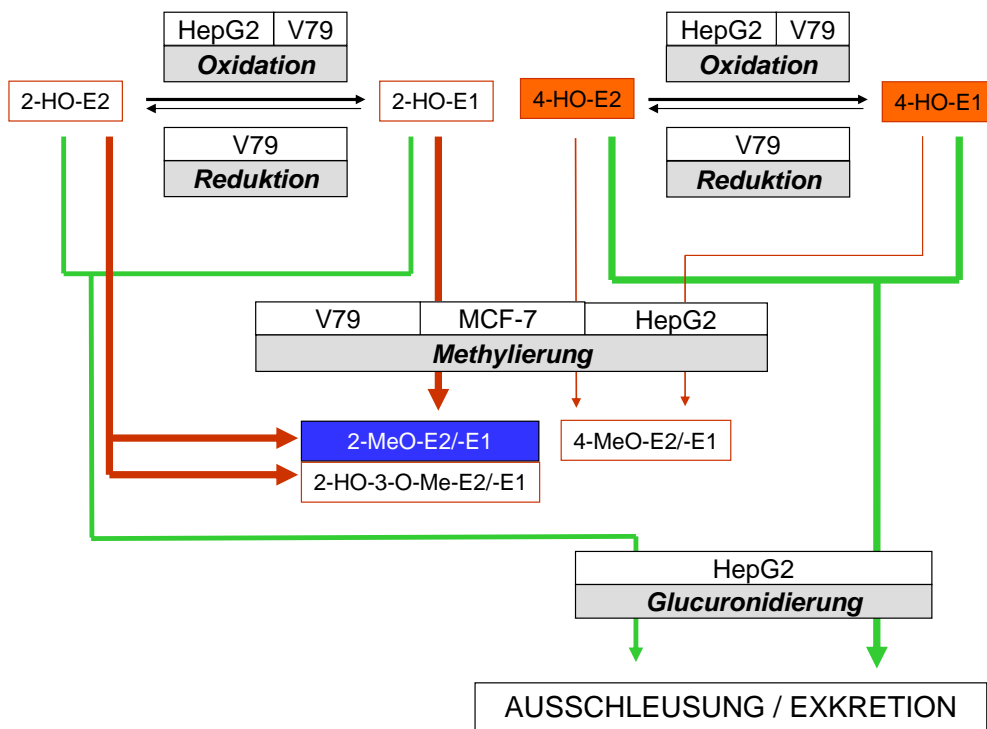 HepG2 V79 HepG2 V79
Oxidation Oxidation
2-HO-E2 2-HO-E1 4-HO-E2 4-HO-E1
V79 V79
Reduktion Reduktion
V79 MCF-7 HepG2
Methylierung
2-MeO-E2/-E1 4-MeO-E2/-E1
2-HO-3-O-Me-E2/-E1
HepG2
Glucuronidierung
AUSSCHLEUSUNG / EXKRETION